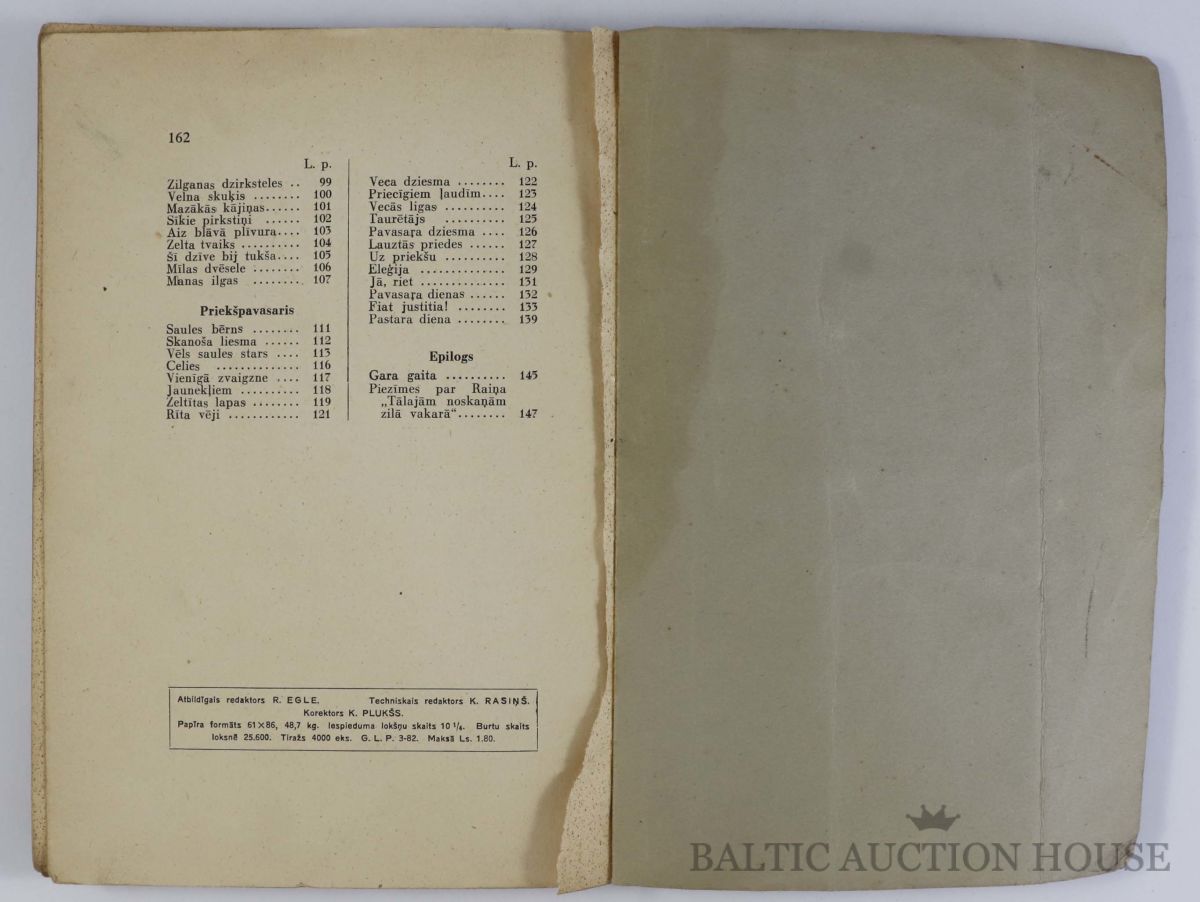 162
L. p.
Zilganas dzirksteles .. 99
Velna skuķis ........ 100
Mazākās kājiņas...... 101
Sīkie pirkstiņi ...... 102
Aiz blāvā plīvura.... 103
Zelta tvaiks .......... 104
Šī dzīve bij tukša.... 105
Mīlas dvēsele ........ 106
Manas ilgas ........ 107
Priekšpavasaris
Saules bērns ........ 111
Skanoša liesma ...... 112
Vēls saules stars .... 113
Celies .............. 116
Vienīgā zvaigzne .... 117
Jaunekļiem .......... 118
Zeltītas lapas ........ 119
Rīta vēji ............ 121
L. p.
Veca dziesma ........ 122
Priecīgiem ļaudīm.... 123
Vecās līgas .......... 124
Taurētājs .......... 125
Pavasaŗa dziesma .... 126
Lauztās priedes ...... 127
Uz priekšu .......... 128
Eleģija .............. 129
Jā, riet .............. 131
Pavasaŗa dienas ...... 132
Fiat justitia! ........ 133
Pastara diena ........ 139
Epilogs
Gara gaita .......... 145
Piezīmes par Raiņa
„Tālajām noskaņām
zilā vakarā“........ 147
Atbildīgais redaktors R. EGLE. Techniskais redaktors K. RASIŅŠ.
Korektors K. PLUKŠS.
Papīra formāts 61×86, 48,7 kg. Iespieduma lokšņu skaits 10 1/4. Burtu skaits
loksnē 25.600. Tirāžs 4000 eks. G. L. P. 3-82. Maksā Ls. 1.80.
BALTIC AUCTION HOUSE